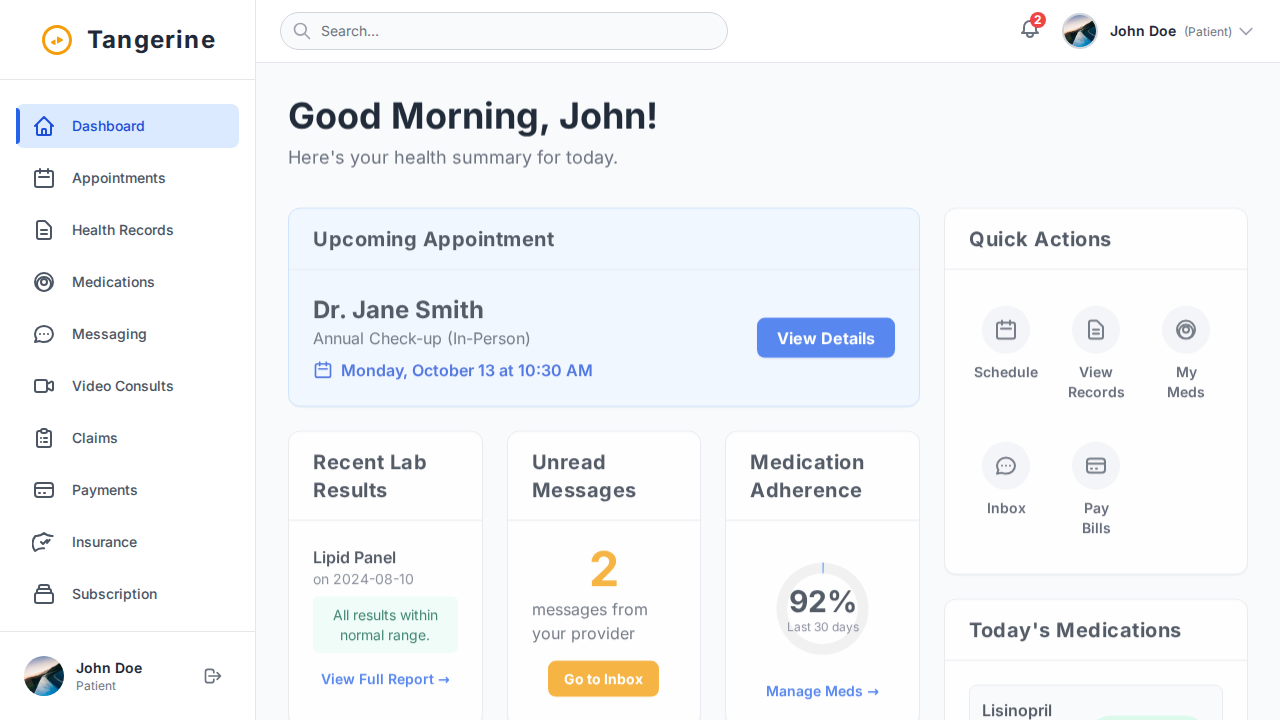 Tangerine
Search...
2
John Doe (Patient)
Dashboard
Appointments
Health Records
Medications
Messaging
Video Consults
Claims
Payments
Insurance
Subscription
John Doe
Patient
Good Morning, John!
Here's your health summary for today.
Upcoming Appointment
Dr. Jane Smith
Annual Check-up (In-Person)
Monday, October 13 at 10:30 AM
View Details
Recent Lab
Results
Lipid Panel
on 2024-08-10
All results within
normal range.
View Full Report →
Unread
Messages
2
messages from
your provider
Go to Inbox
Medication
Adherence
92%
Last 30 days
Manage Meds →
Quick Actions
Schedule
View
Records
My
Meds
Inbox
Pay
Bills
Today's Medications
Lisinopril